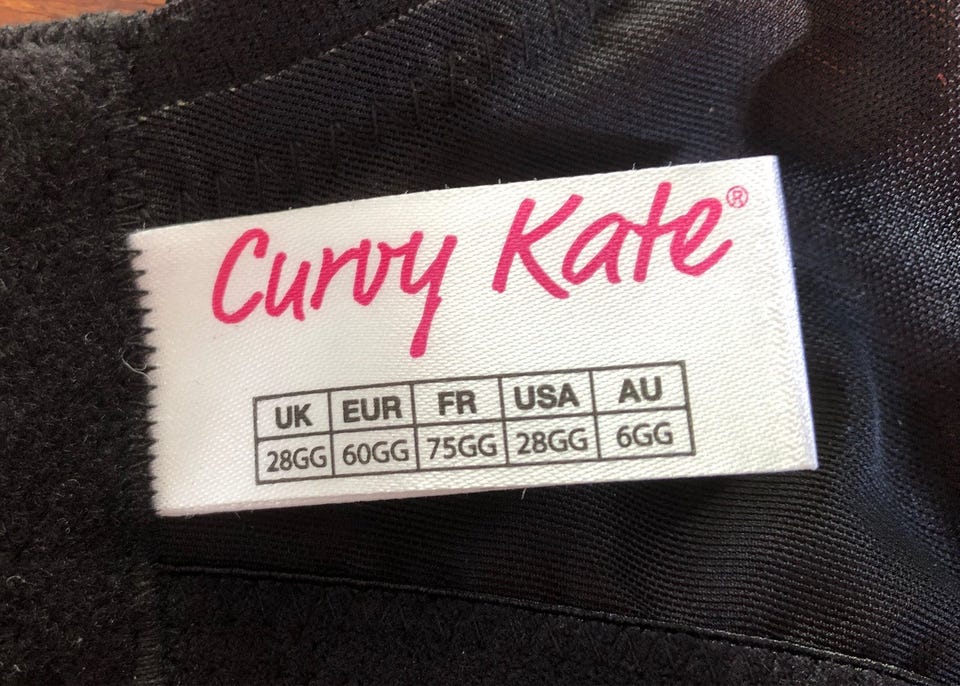 Curvy Kate®
UK EUR FR USA AU
28GG 60GG 75GG 28GG 6GG